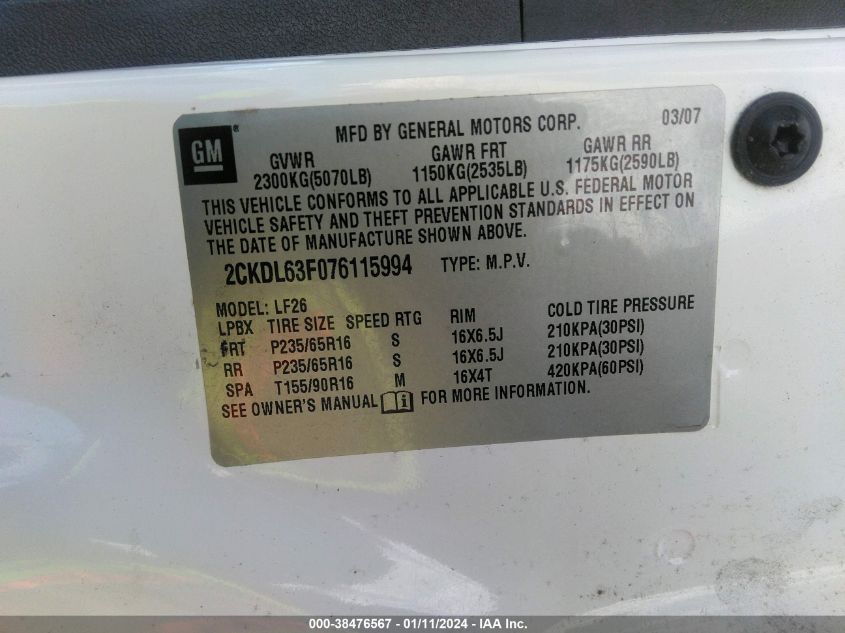 GM ®
MFD BY GENERAL MOTORS CORP. 03/07
GVWR GAWR FRT GAWR RR
2300KG(5070LB) 1150KG(2535LB) 1175KG(2590LB)
THIS VEHICLE CONFORMS TO ALL APPLICABLE U.S. FEDERAL MOTOR
VEHICLE SAFETY AND THEFT PREVENTION STANDARDS IN EFFECT ON
THE DATE OF MANUFACTURE SHOWN ABOVE.
2CKDL63F076115994 TYPE: M.P.V.
MODEL: LF26
LPBX TIRE SIZE SPEED RTG RIM COLD TIRE PRESSURE
FRT P235/65R16 S 16X6.5J 210KPA(30PSI)
RR P235/65R16 S 16X6.5J 210KPA(30PSI)
SPA T155/90R16 M 16X4T 420KPA(60PSI)
SEE OWNER'S MANUAL i FOR MORE INFORMATION.
000-38476567 - 01/11/2024 - IAA Inc.